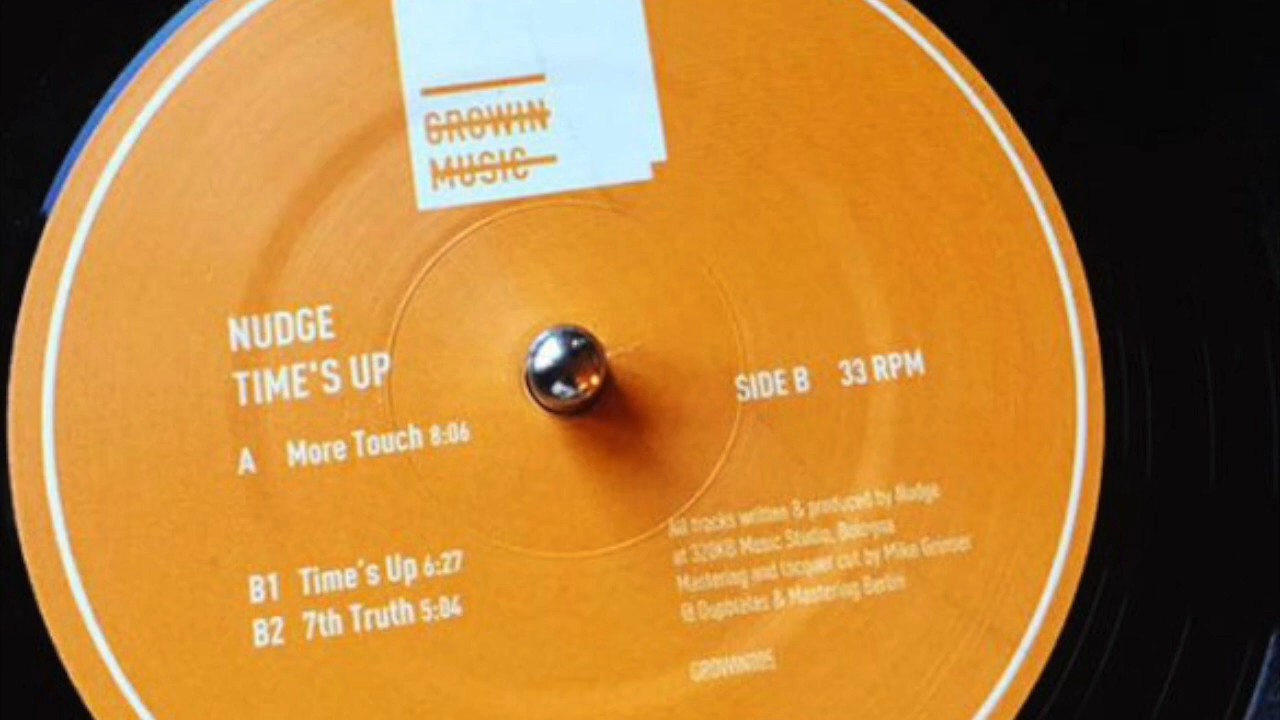 GROWIN
MUSIC
NUDGE
TIME'S UP
A More Touch 8:06
B1 Time's Up 6:27
B2 7th Truth 5:04
SIDE B 33 RPM
All tracks written & produced by Nudge
at 320KB Music Studio, Bologna
Mastering and lacquer cut by Mike Grinser
@ Dubplates & Mastering Berlin
GROWIN005